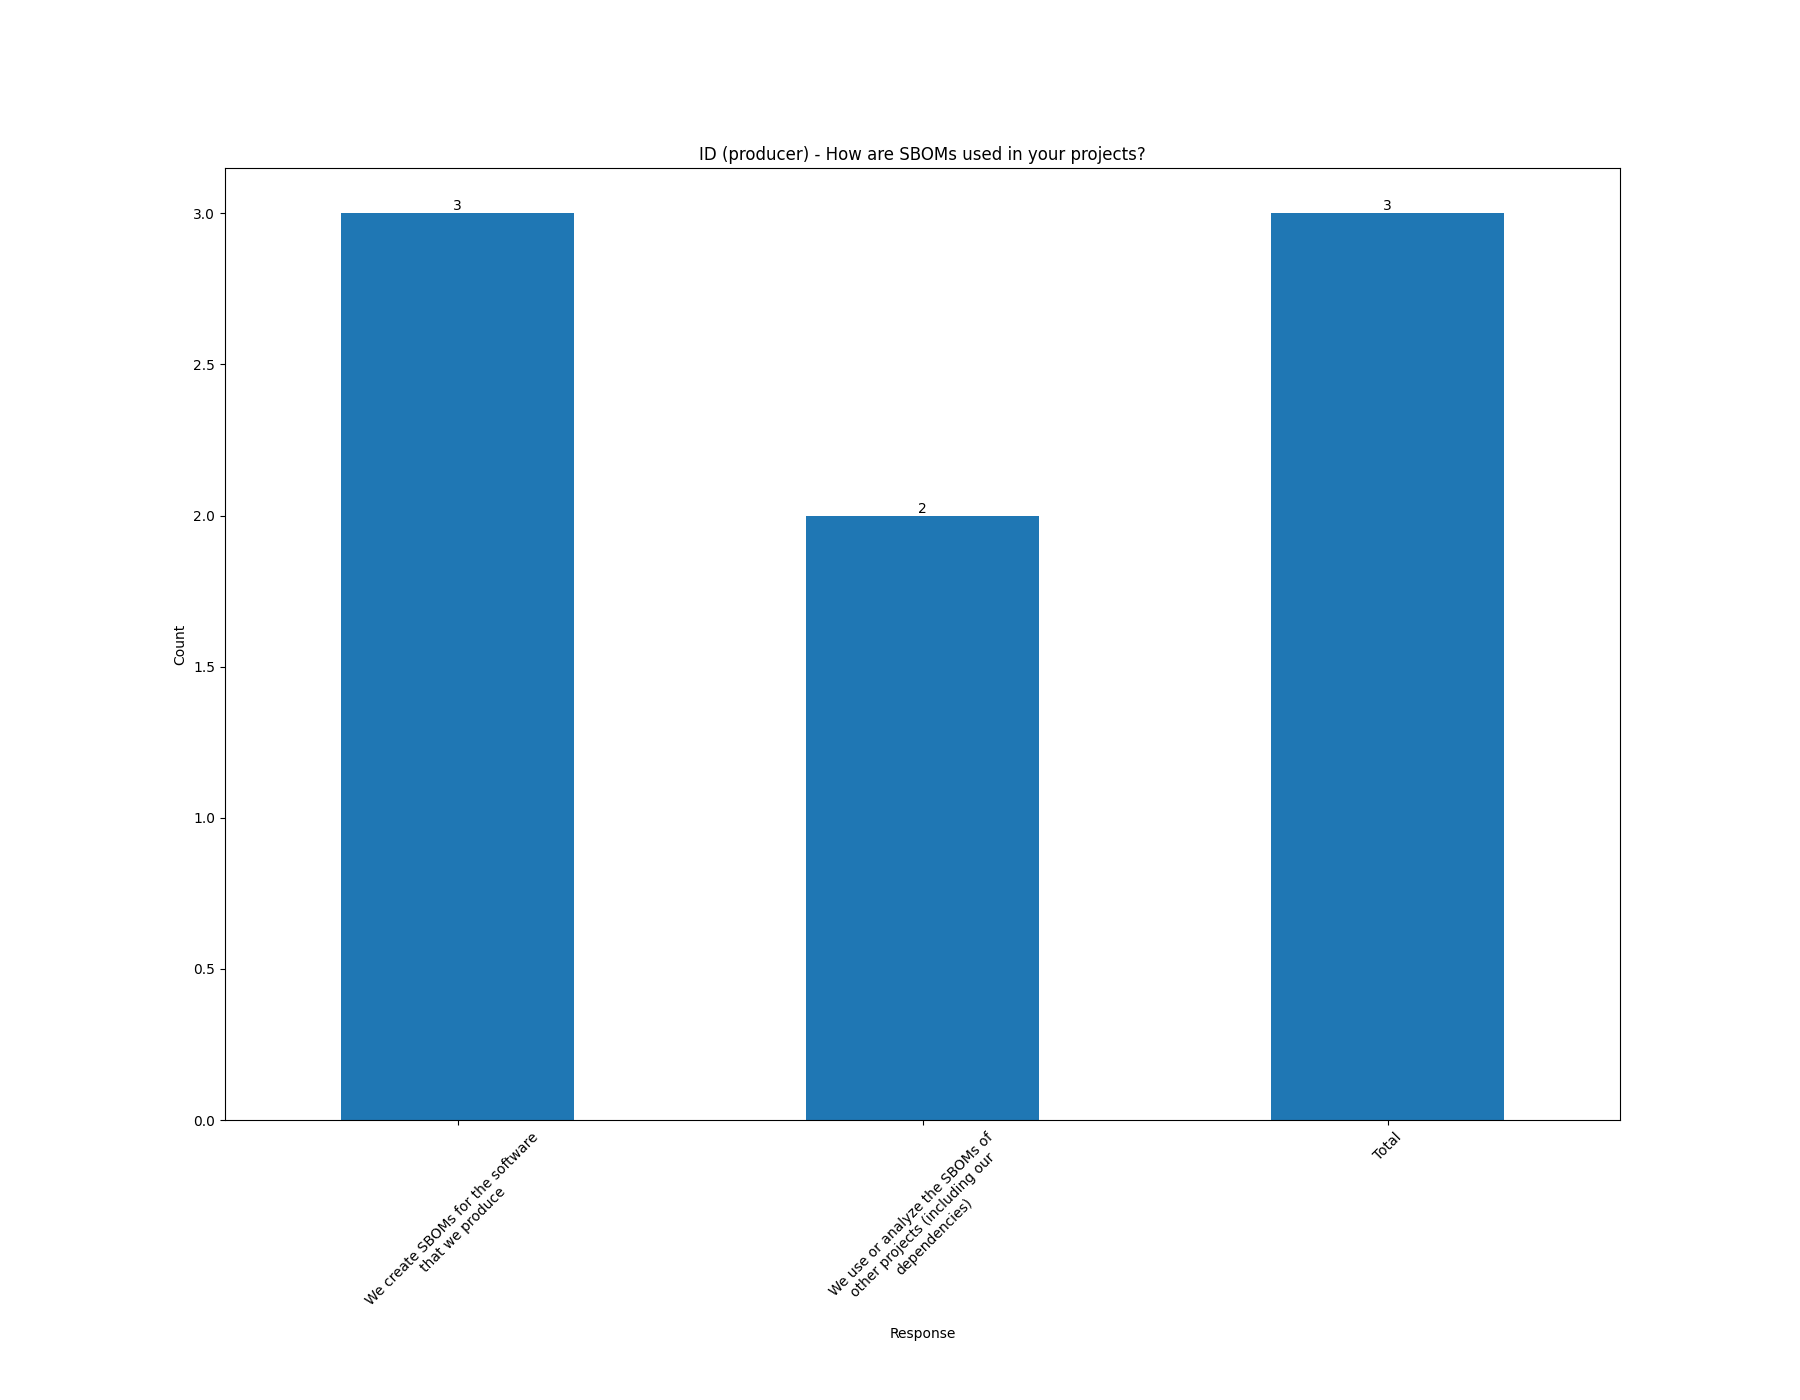 ID (producer) - How are SBOMs used in your projects?
3
3
3.0
2.5
2
2.0
Count
1.5
1.0
0.5
0.0
We create SBOMs for the software
that we produce
We use or analyze the SBOMs of
other projects (including our
dependencies)
Total
Response